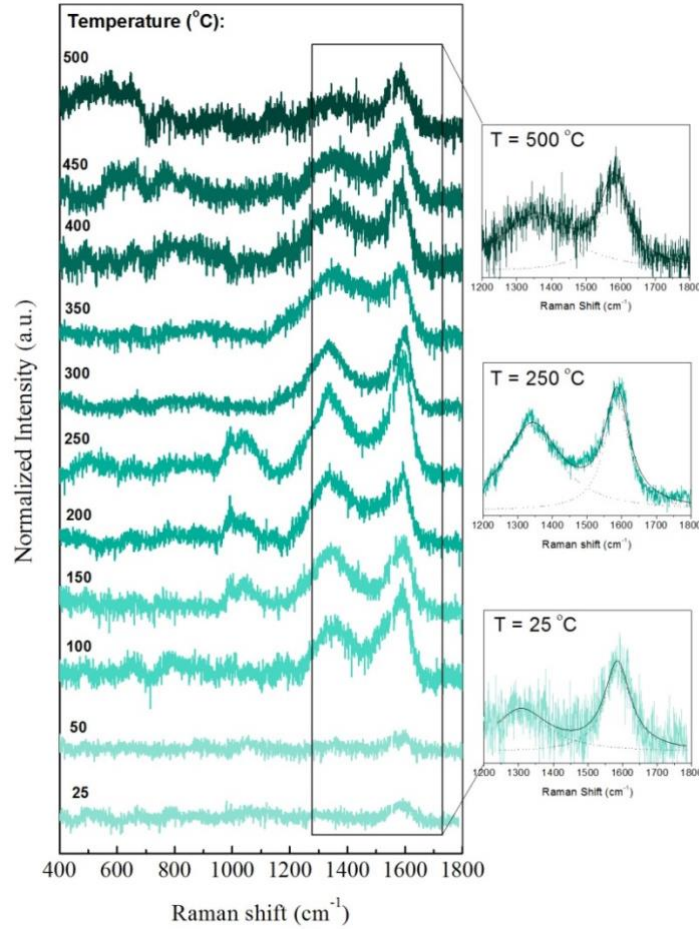 Temperature (°C):
500
450
400
350
300
250
200
150
100
50
25
400 600 800 1000 1200 1400 1600 1800
Raman shift (cm⁻¹)
Normalized Intensity (a.u.)
T = 500 °C
1200 1300 1400 1500 1600 1700 1800
Raman Shift (cm⁻¹)
T = 250 °C
1200 1300 1400 1500 1600 1700 1800
Raman shift (cm⁻¹)
T = 25 °C
1200 1300 1400 1500 1600 1700 1800
Raman Shift (cm⁻¹)